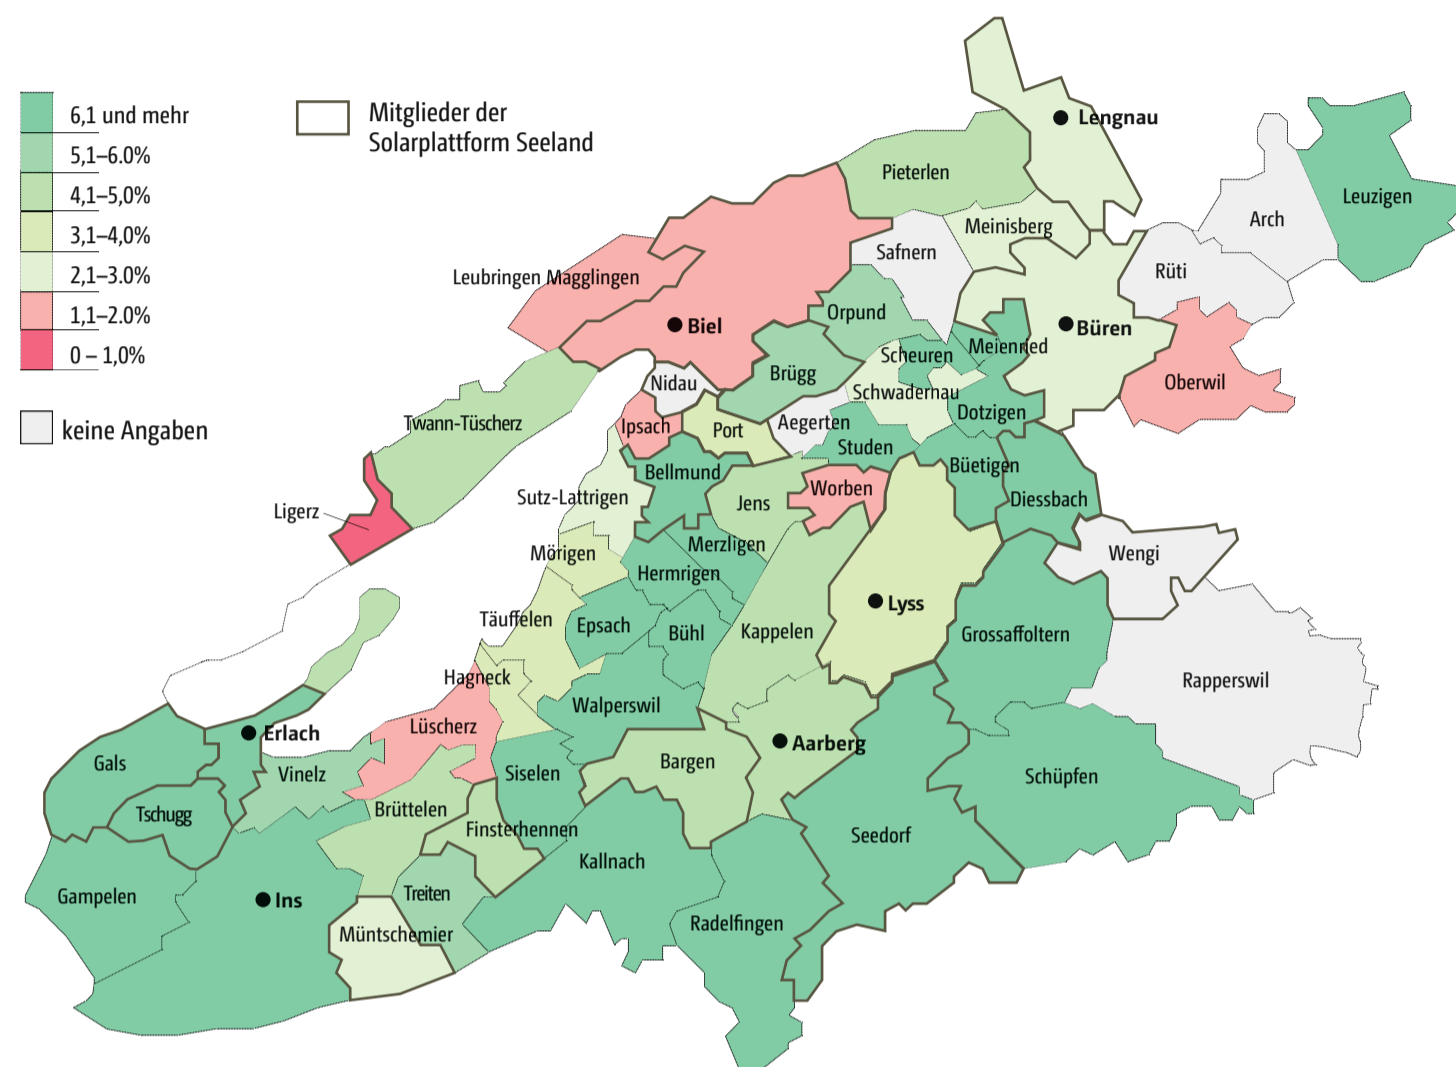 6,1 und mehr
5,1–6.0%
4,1–5,0%
3,1–4,0%
2,1–3.0%
1,1–2.0%
0 – 1,0%
keine Angaben
Mitglieder der
Solarplattform Seeland
Lengnau
Pieterlen
Leuzigen
Arch
Meinisberg
Safnern
Rüti
Leubringen Magglingen
Biel
Orpund
Büren
Meienried
Scheuren
Brügg
Nidau
Schwadernau
Oberwil
Dotzigen
Twann-Tüscherz
Ipsach
Port
Aegerten
Studen
Bellmund
Büetigen
Diessbach
Sutz-Lattrigen
Jens
Worben
Ligerz
Mörigen
Merzligen
Wengi
Hermrigen
Lyss
Täuffelen
Epsach
Bühl
Kappelen
Grossaffoltern
Hagneck
Rapperswil
Walperswil
Lüscherz
Erlach
Aarberg
Gals
Vinelz
Siselen
Bargen
Schüpfen
Tschugg
Brüttelen
Finsterhennen
Seedorf
Kallnach
Gampelen
Ins
Treiten
Radelfingen
Müntschemier